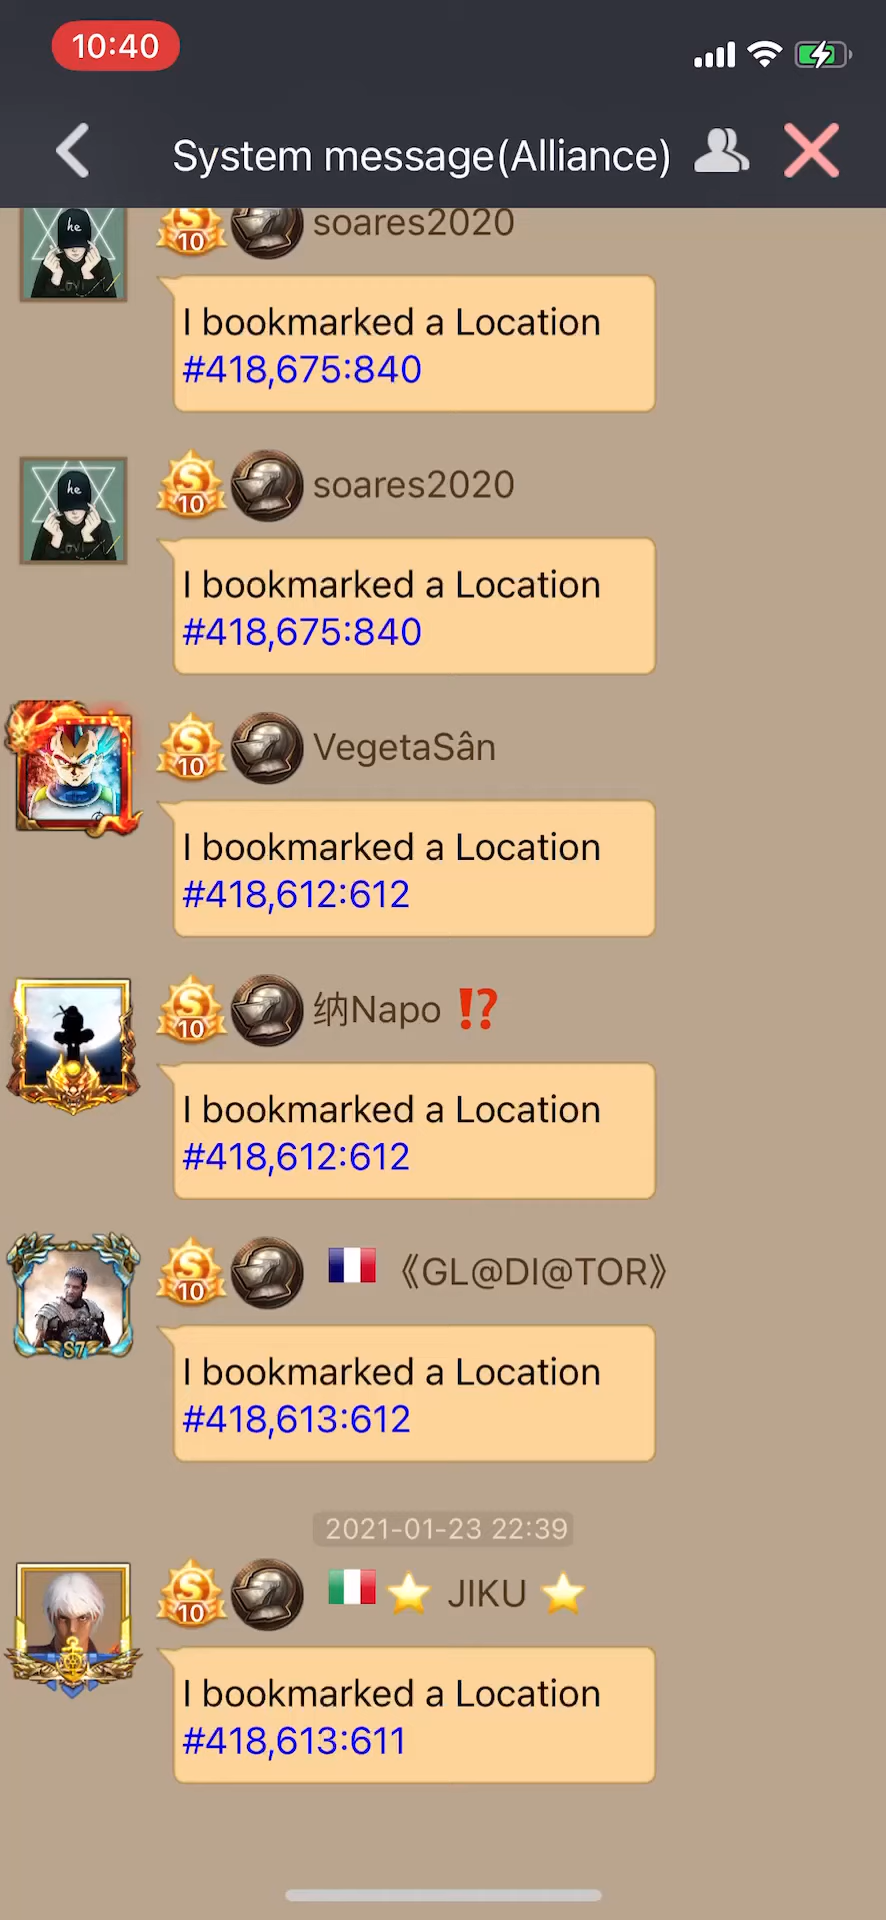 10:40
System message(Alliance)
he
S
10
soares2020
I bookmarked a Location
#418,675:840
he
S
10
soares2020
I bookmarked a Location
#418,675:840
S
10
VegetaSân
I bookmarked a Location
#418,612:612
S
10
纳Napo ⁉️
I bookmarked a Location
#418,612:612
S7
S
10
🇫🇷 《GL@DI@TOR》
I bookmarked a Location
#418,613:612
2021-01-23 22:39
S
10
🇮🇹⭐ JIKU ⭐
I bookmarked a Location
#418,613:611